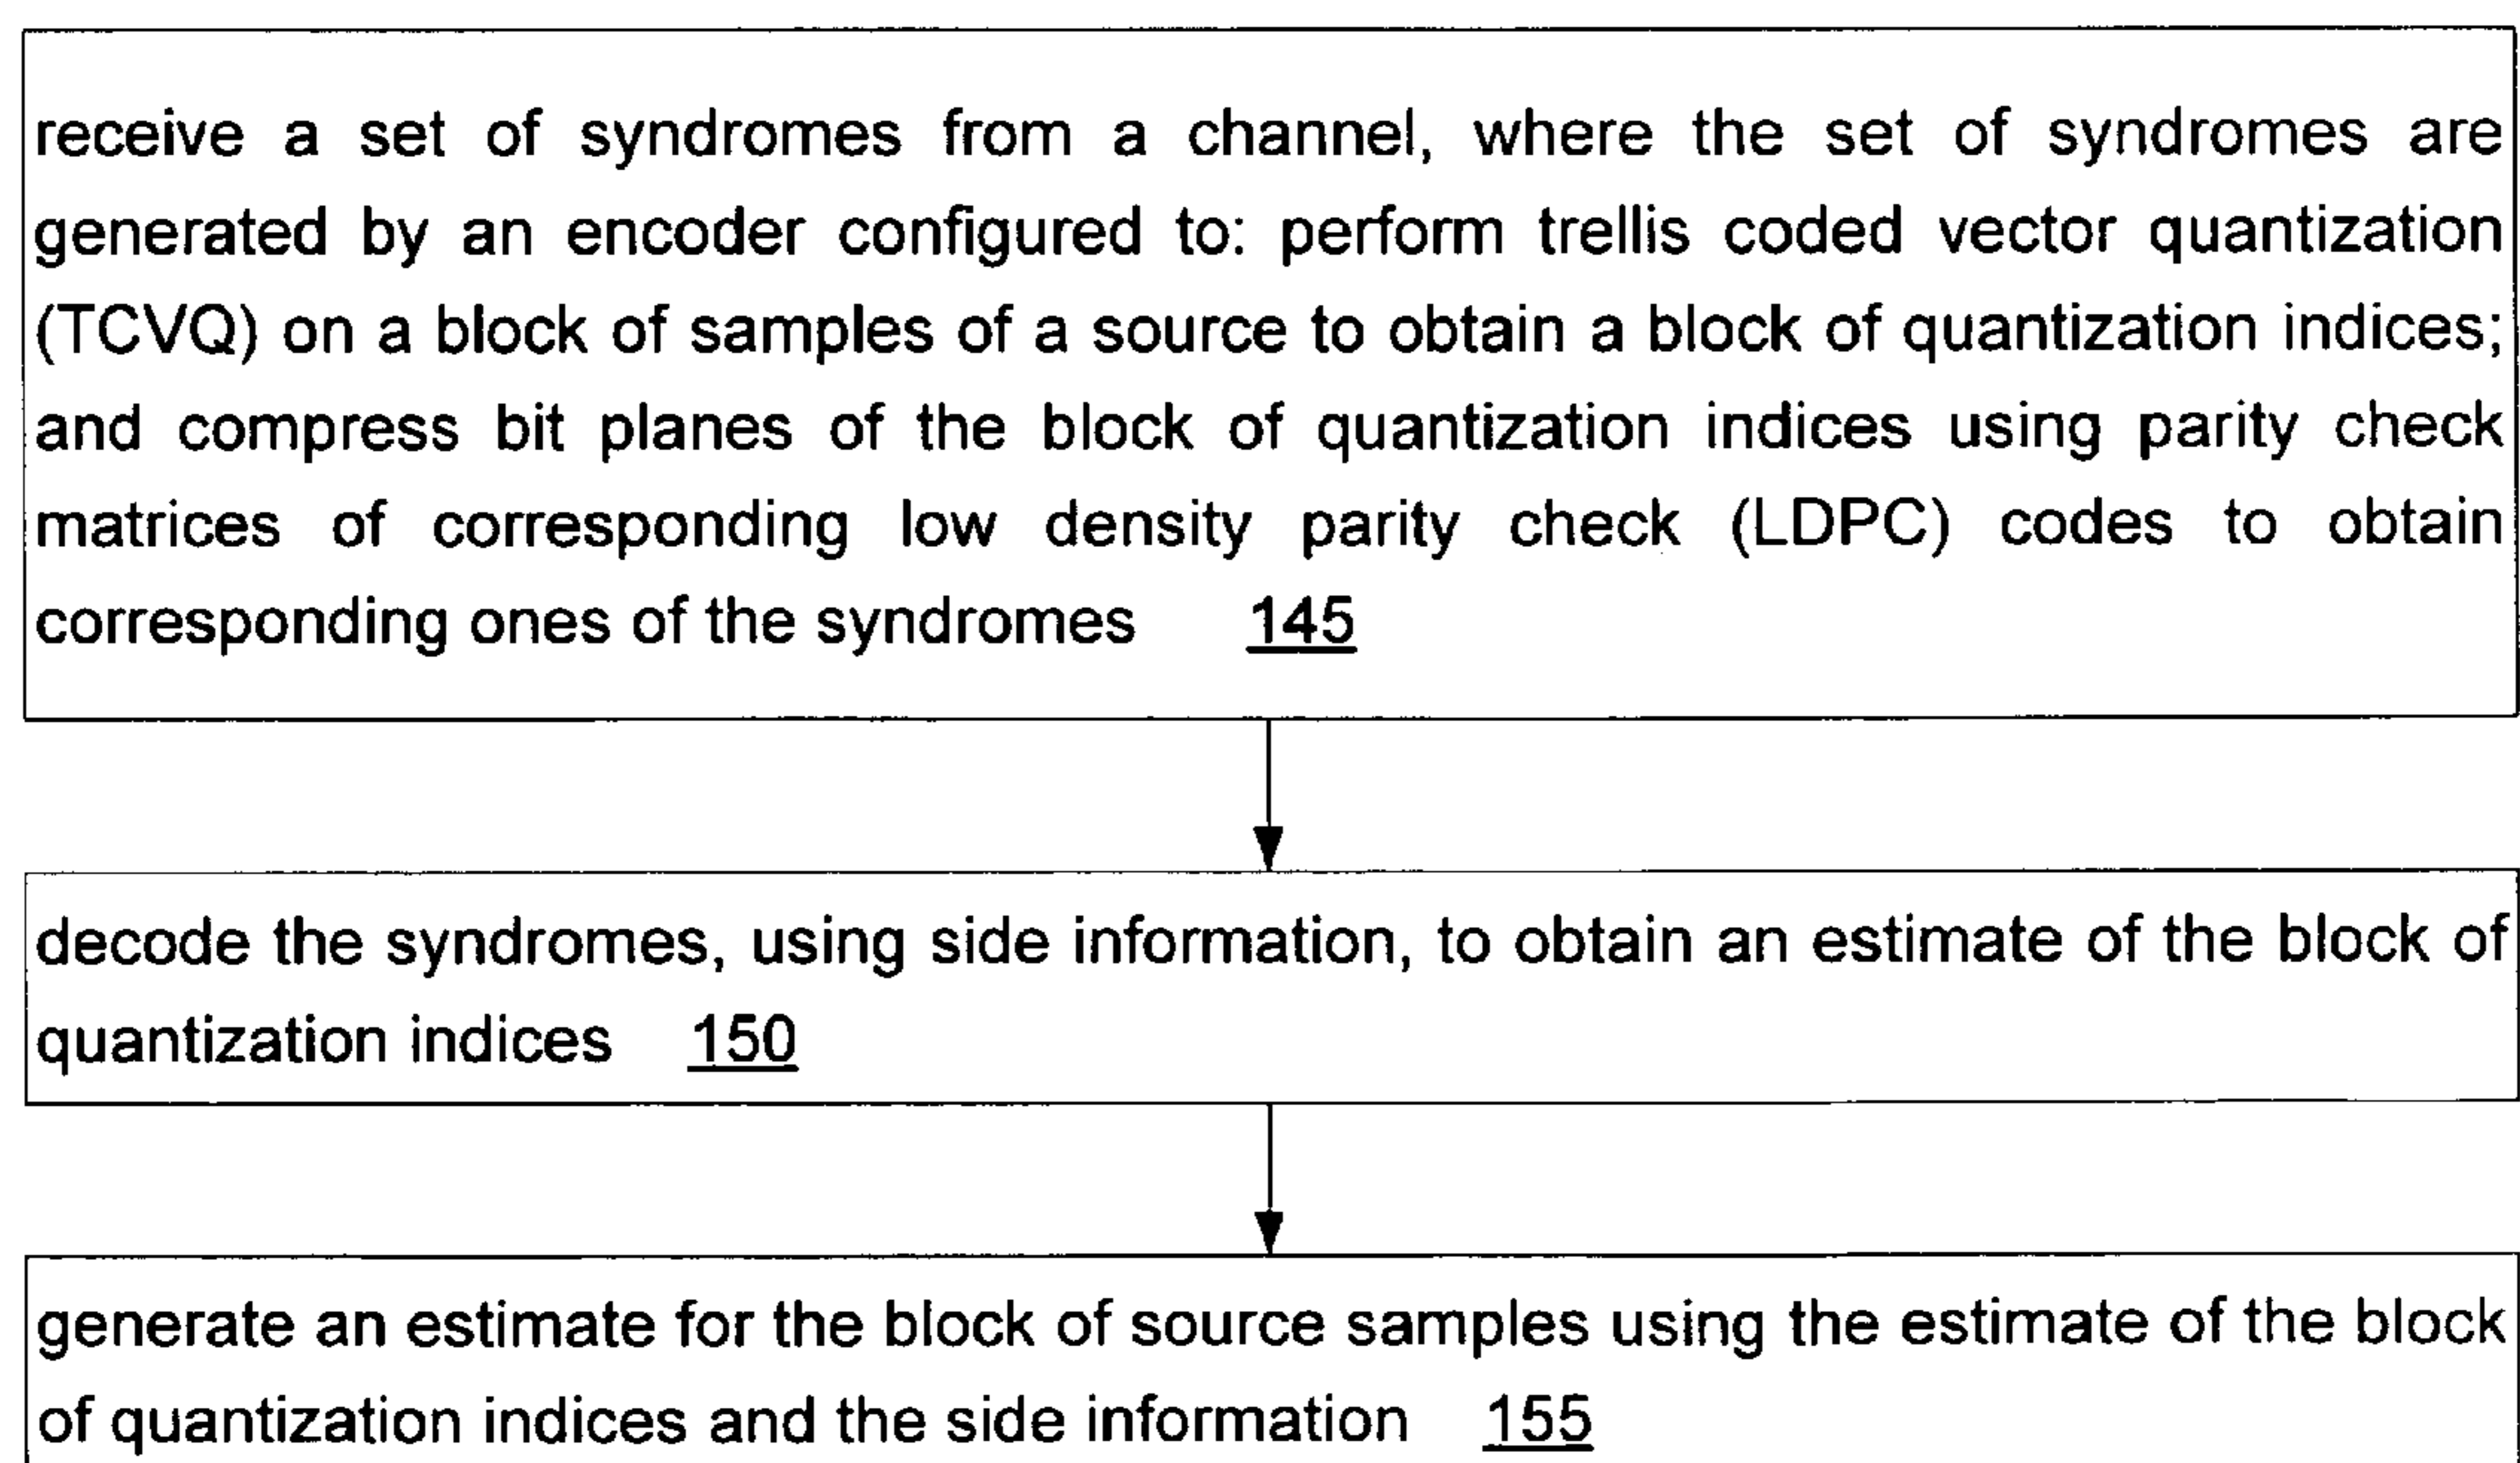 receive a set of syndromes from a channel, where the set of syndromes are
generated by an encoder configured to: perform trellis coded vector quantization
(TCVQ) on a block of samples of a source to obtain a block of quantization indices;
and compress bit planes of the block of quantization indices using parity check
matrices of corresponding low density parity check (LDPC) codes to obtain
corresponding ones of the syndromes 145
decode the syndromes, using side information, to obtain an estimate of the block of
quantization indices 150
generate an estimate for the block of source samples using the estimate of the block
of quantization indices and the side information 155